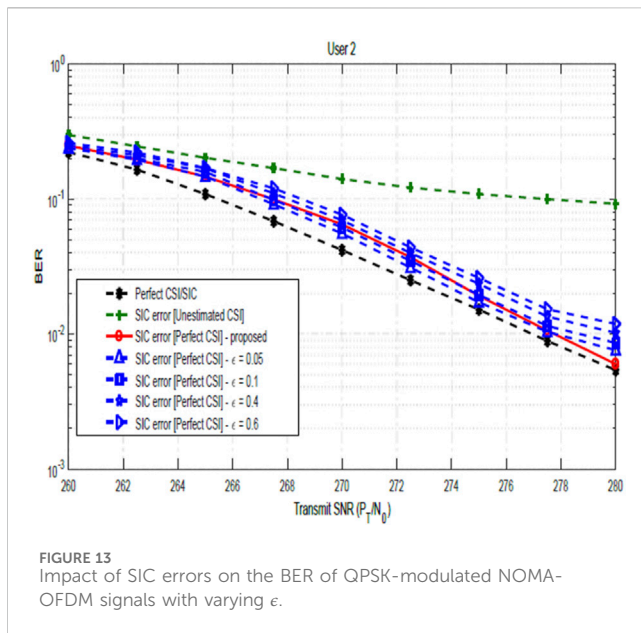 User 2
10^0
10^-1
10^-2
10^-3
BER
Perfect CSI/SIC
SIC error [Unestimated CSI]
SIC error [Perfect CSI] - proposed
SIC error [Perfect CSI] - ϵ = 0.05
SIC error [Perfect CSI] - ϵ = 0.1
SIC error [Perfect CSI] - ϵ = 0.4
SIC error [Perfect CSI] - ϵ = 0.6
260 262 264 266 268 270 272 274 276 278 280
Transmit SNR (P_T/N_0)
FIGURE 13
Impact of SIC errors on the BER of QPSK-modulated NOMA-
OFDM signals with varying ϵ.